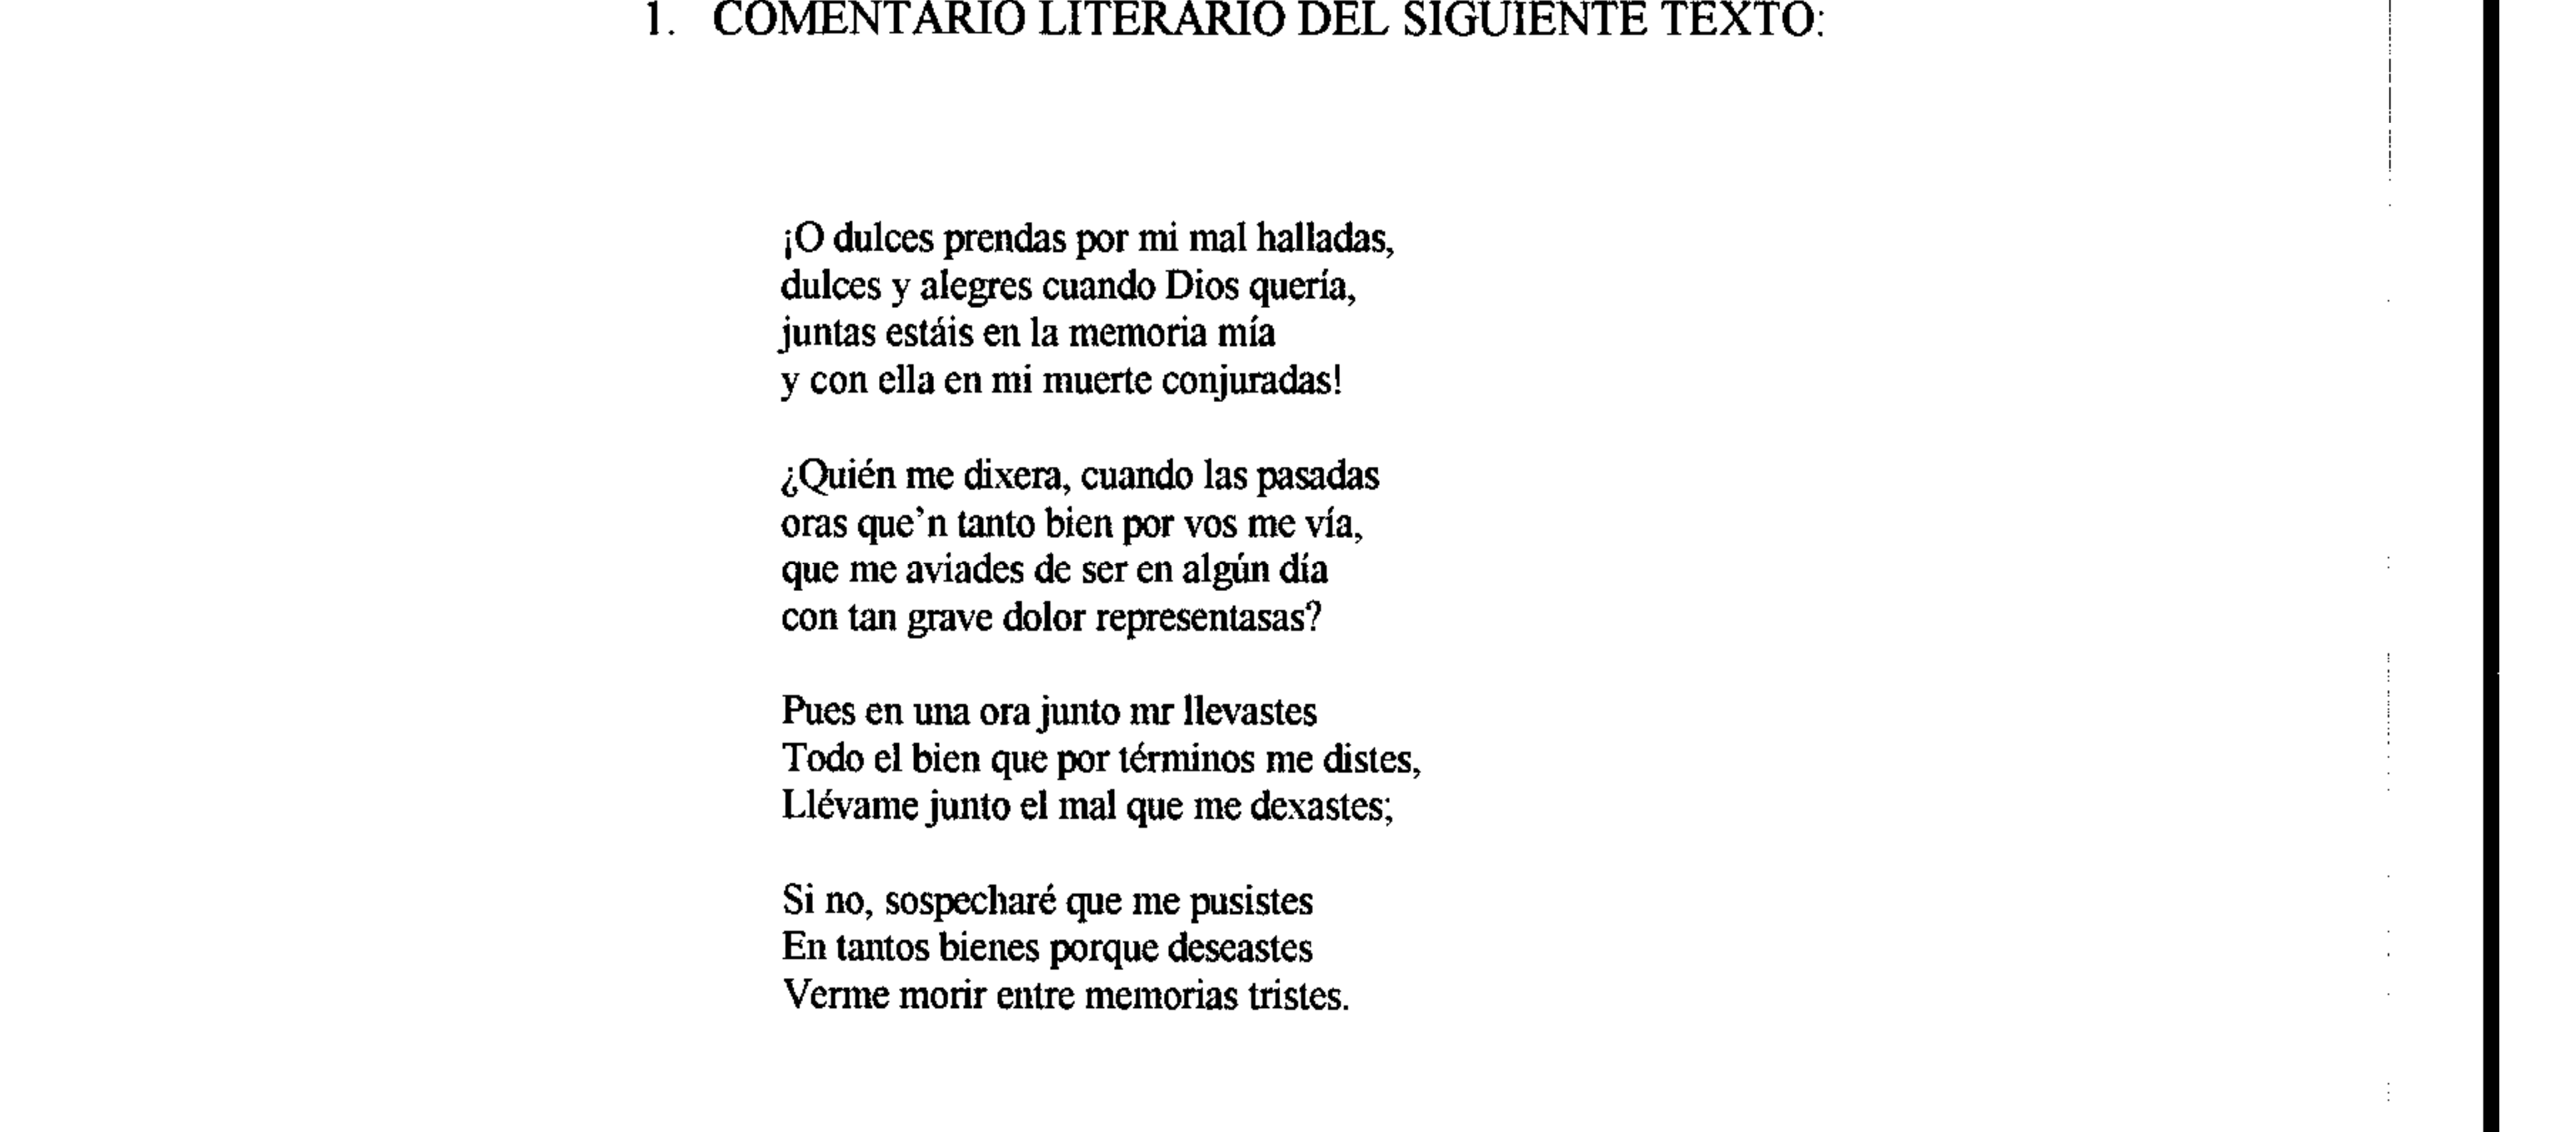 1. COMENTARIO LITERARIO DEL SIGUIENTE TEXTO:
¡O dulces prendas por mi mal halladas,
dulces y alegres cuando Dios quería,
juntas estáis en la memoria mía
y con ella en mi muerte conjuradas!
¿Quién me dixera, cuando las pasadas
oras que’n tanto bien por vos me vía,
que me aviades de ser en algún día
con tan grave dolor representasas?
Pues en una ora junto mr llevastes
Todo el bien que por términos me distes,
Llévame junto el mal que me dexastes;
Si no, sospecharé que me pusistes
En tantos bienes porque deseastes
Verme morir entre memorias tristes.